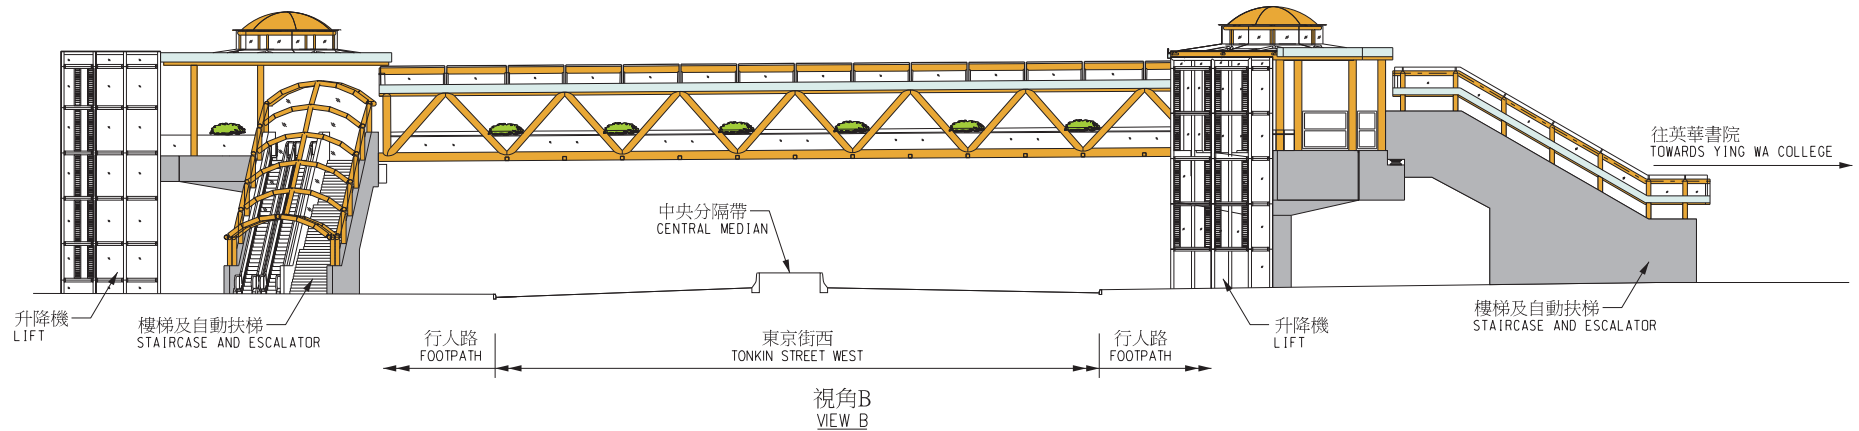 往英華書院
TOWARDS YING WA COLLEGE
中央分隔帶
CENTRAL MEDIAN
升降機
LIFT
樓梯及自動扶梯
STAIRCASE AND ESCALATOR
行人路
FOOTPATH
東京街西
TONKIN STREET WEST
行人路
FOOTPATH
升降機
LIFT
樓梯及自動扶梯
STAIRCASE AND ESCALATOR
視角B
VIEW B